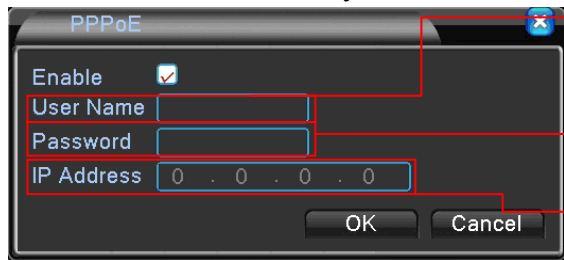 PPPoE
Enable
User Name
Password
IP Address 0 . 0 . 0 . 0
OK Cancel